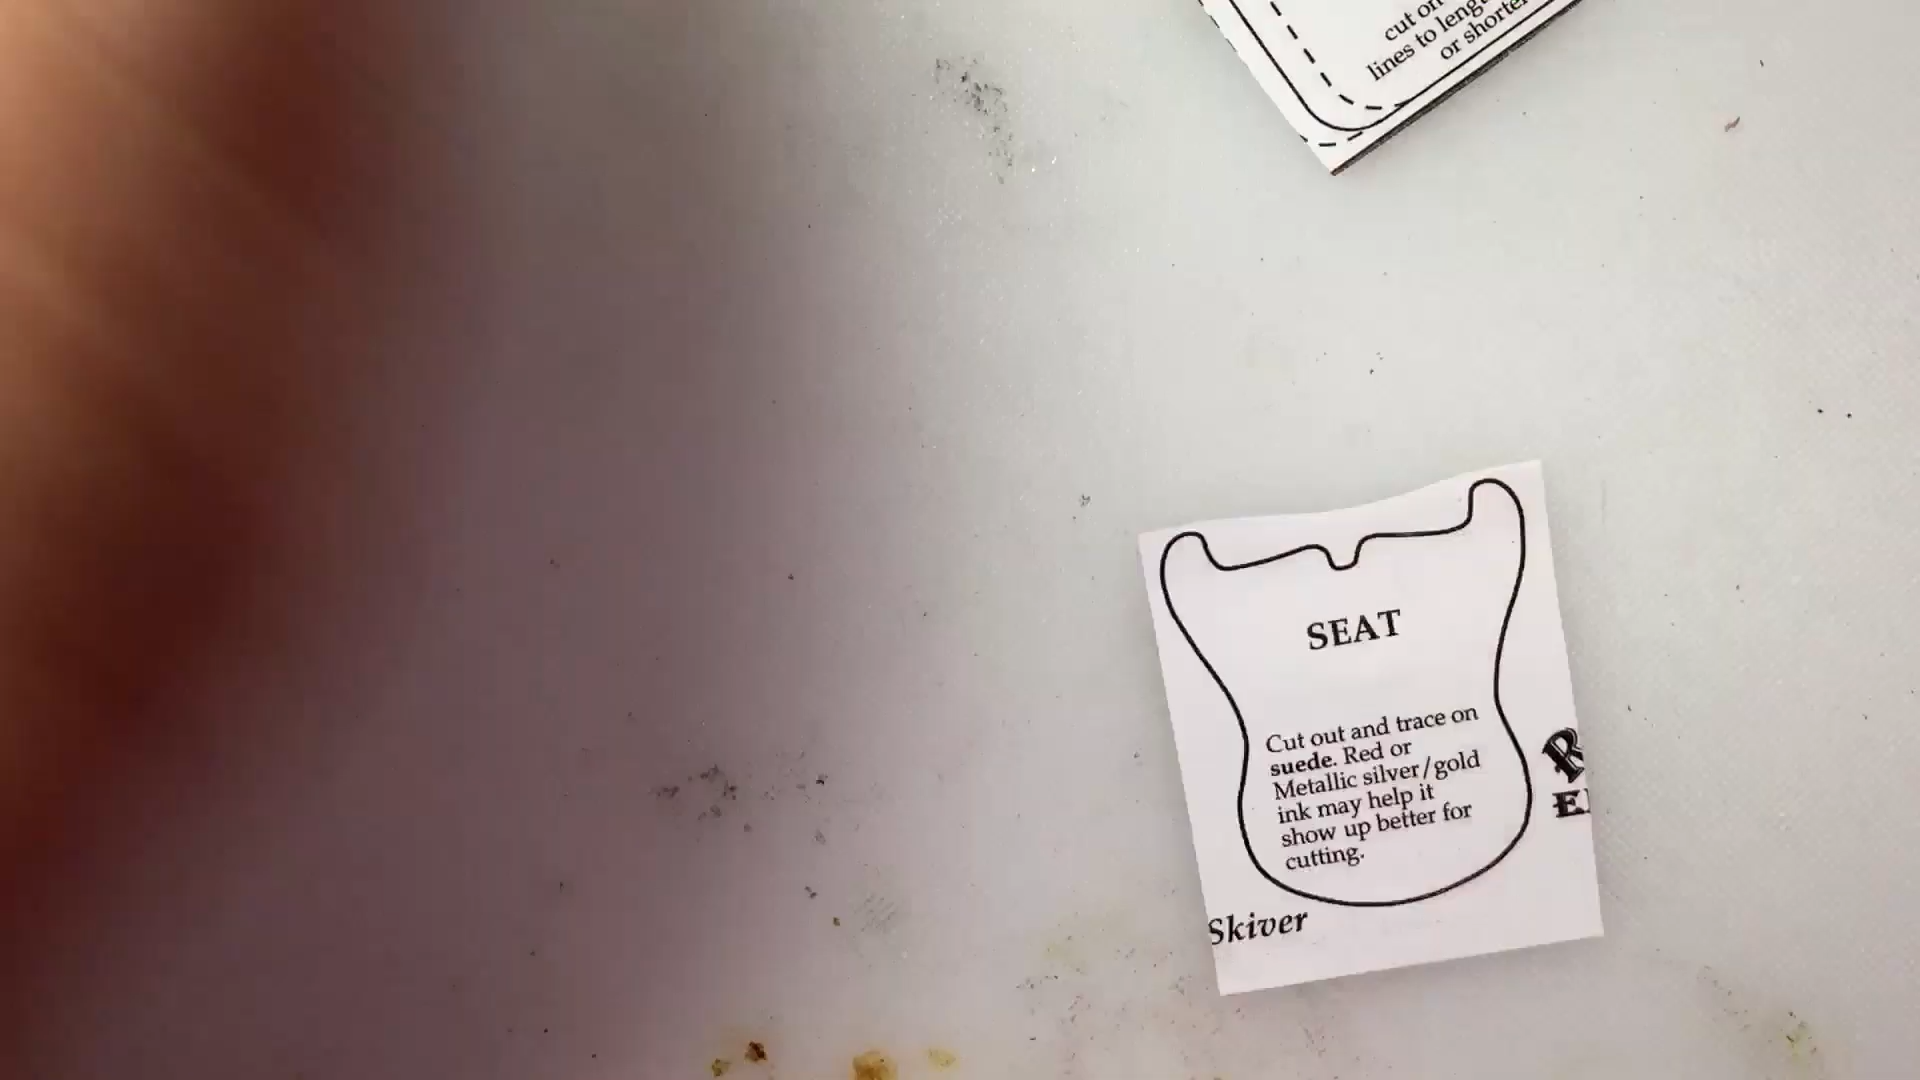 cut on
lines to leng
or shorte
SEAT
Cut out and trace on
suede. Red or
Metallic silver/gold
ink may help it
show up better for
cutting.
R
E
Skiver